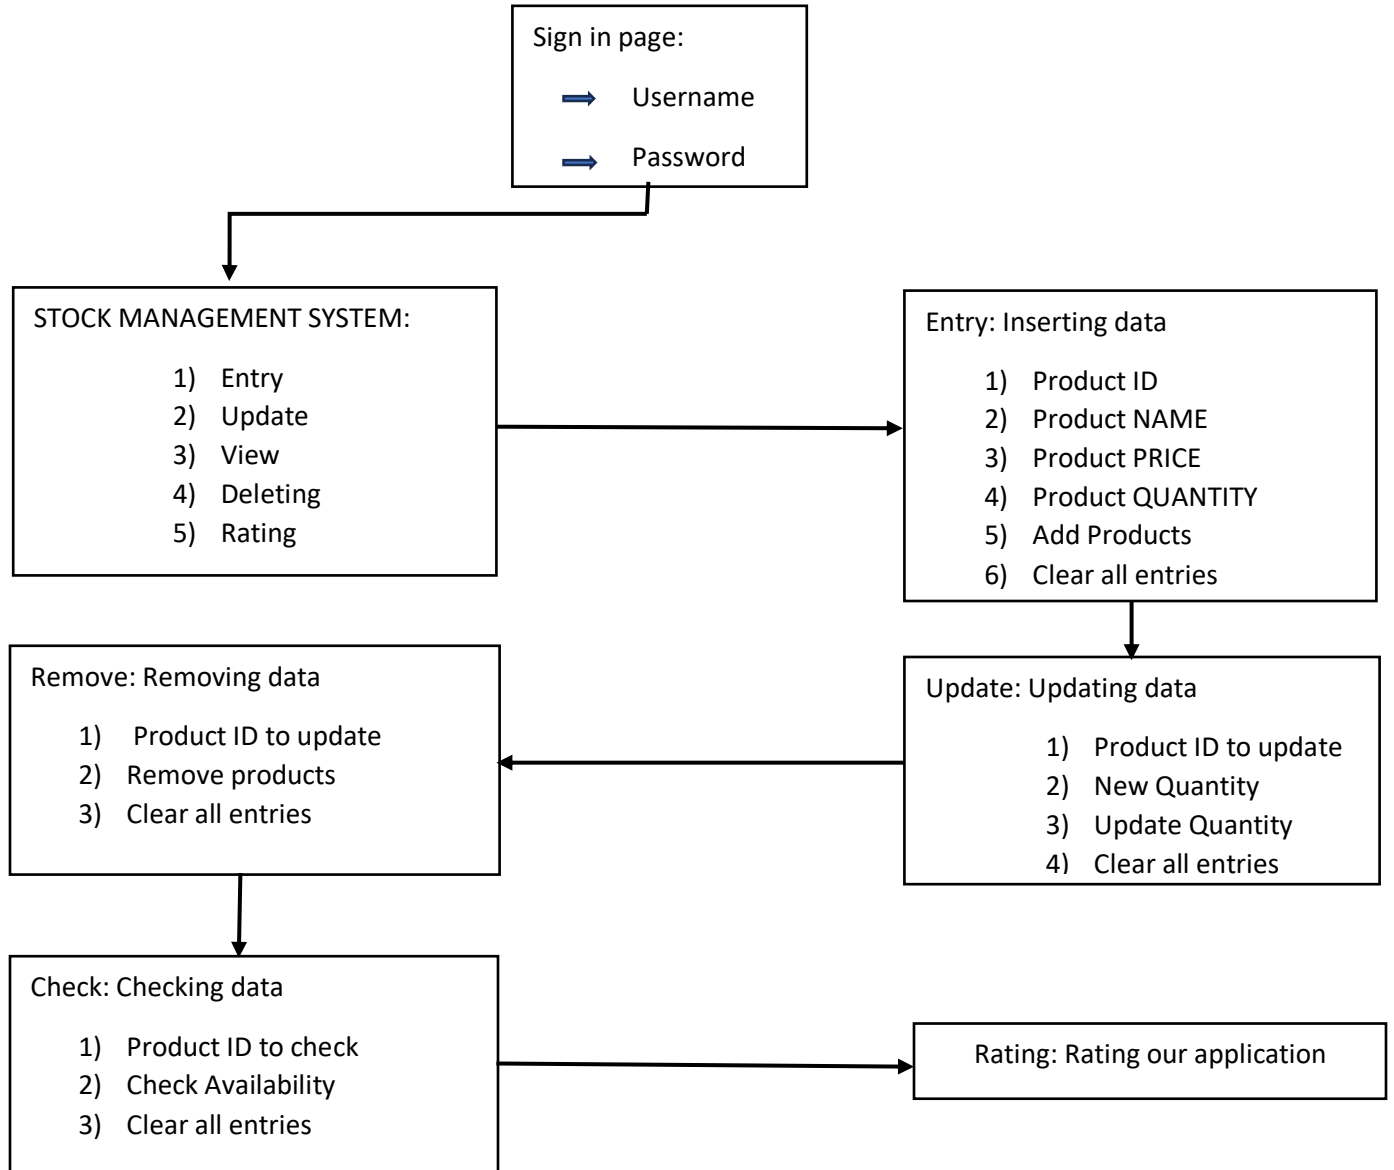 Sign in page:
Username
Password
STOCK MANAGEMENT SYSTEM:
1) Entry
2) Update
3) View
4) Deleting
5) Rating
Entry: Inserting data
1) Product ID
2) Product NAME
3) Product PRICE
4) Product QUANTITY
5) Add Products
6) Clear all entries
Update: Updating data
1) Product ID to update
2) New Quantity
3) Update Quantity
4) Clear all entries
Remove: Removing data
1) Product ID to update
2) Remove products
3) Clear all entries
Check: Checking data
1) Product ID to check
2) Check Availability
3) Clear all entries
Rating: Rating our application